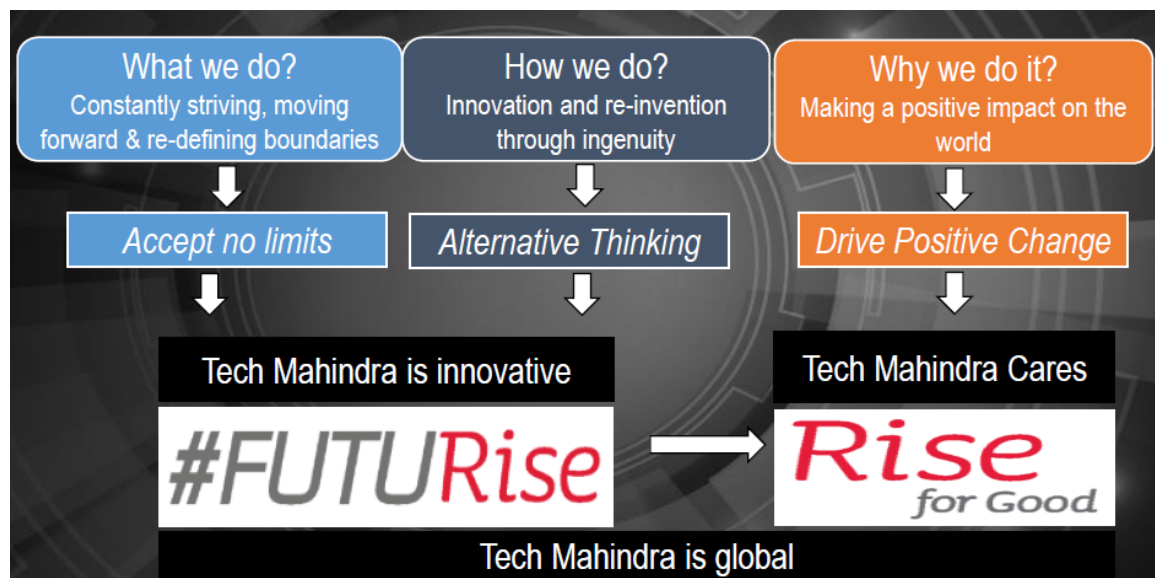 What we do?
Constantly striving, moving
forward & re-defining boundaries
How we do?
Innovation and re-invention
through ingenuity
Why we do it?
Making a positive impact on the
world
Accept no limits
Alternative Thinking
Drive Positive Change
Tech Mahindra is innovative
Tech Mahindra Cares
#FUTURise
Rise
for Good
Tech Mahindra is global